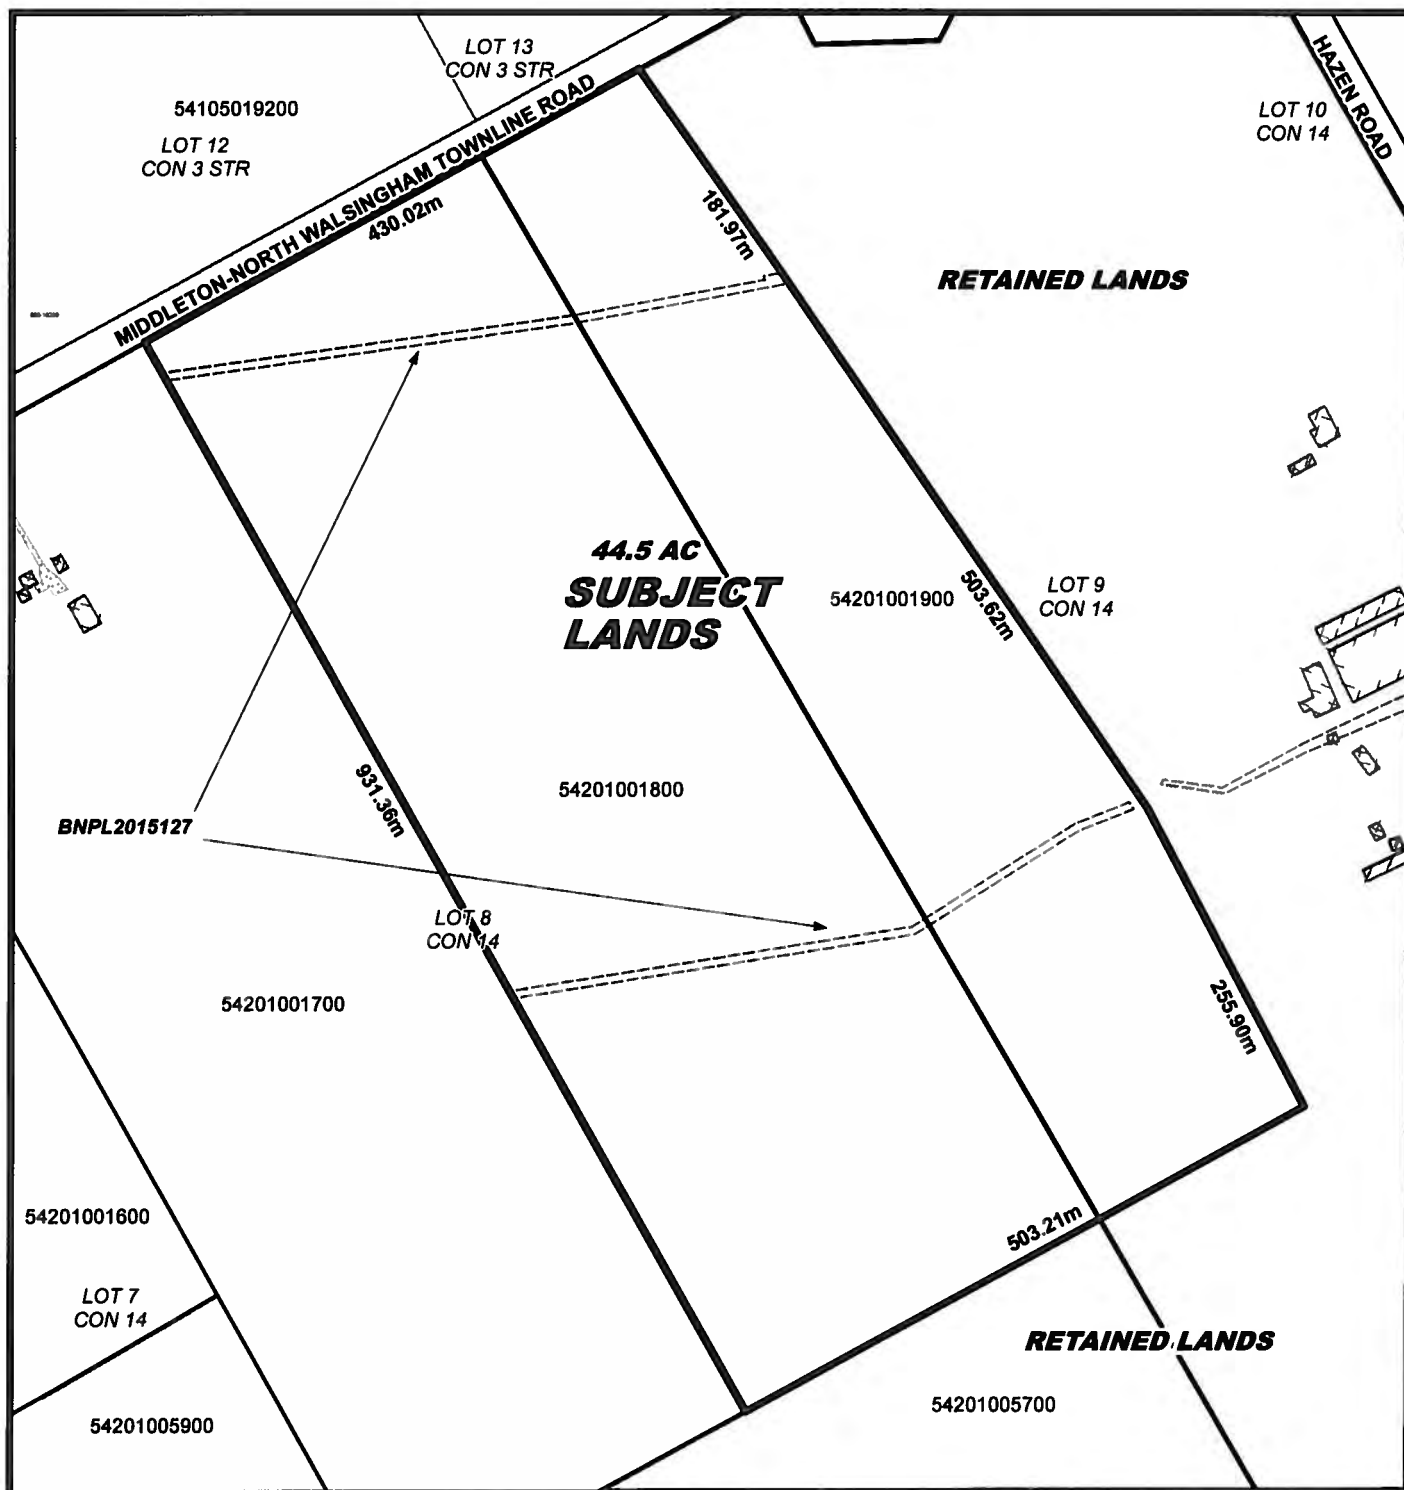 LOT 13
CON 3 STR
54105019200
LOT 12
CON 3 STR
MIDDLETON-NORTH WALSINGHAM TOWNLINE ROAD
HAZEN ROAD
LOT 10
CON 14
430.02m
181.97m
RETAINED LANDS
44.5 AC
SUBJECT
LANDS
54201001900
503.62m
LOT 9
CON 14
931.36m
54201001800
BNPL2015127
LOT 8
CON 14
54201001700
255.90m
54201001600
503.21m
LOT 7
CON 14
RETAINED LANDS
54201005700
54201005900